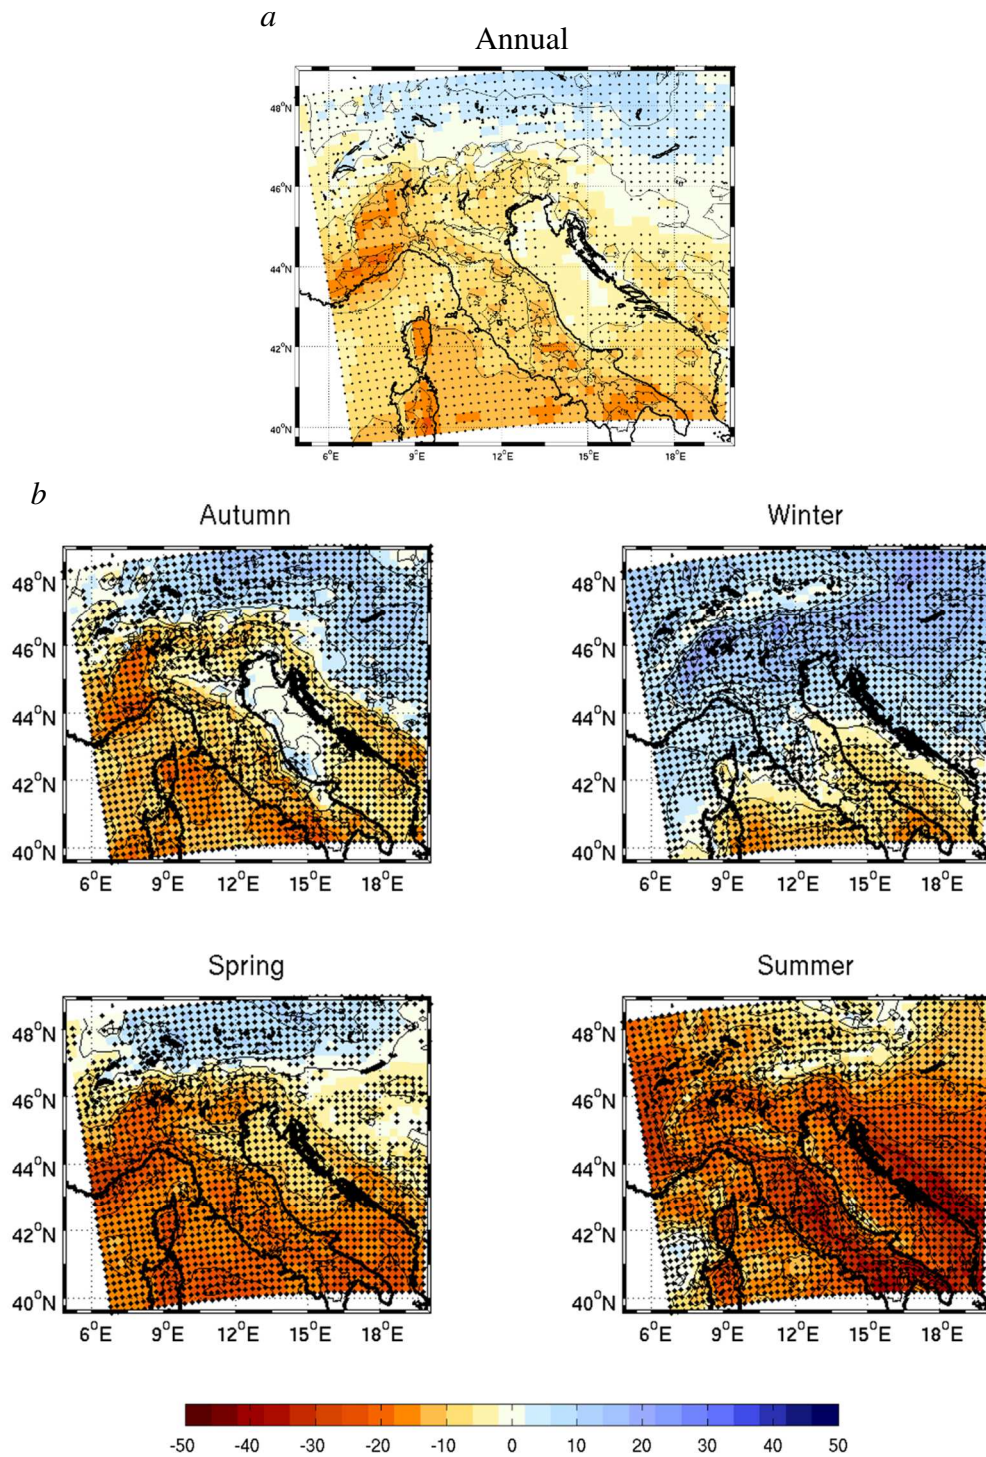 a
Annual
48°N
46°N
44°N
42°N
40°N
6°E 9°E 12°E 15°E 18°E
b
Autumn Winter
48°N 48°N
46°N 46°N
44°N 44°N
42°N 42°N
40°N 40°N
6°E 9°E 12°E 15°E 18°E 6°E 9°E 12°E 15°E 18°E
Spring Summer
48°N 48°N
46°N 46°N
44°N 44°N
42°N 42°N
40°N 40°N
6°E 9°E 12°E 15°E 18°E 6°E 9°E 12°E 15°E 18°E
-50 -40 -30 -20 -10 0 10 20 30 40 50